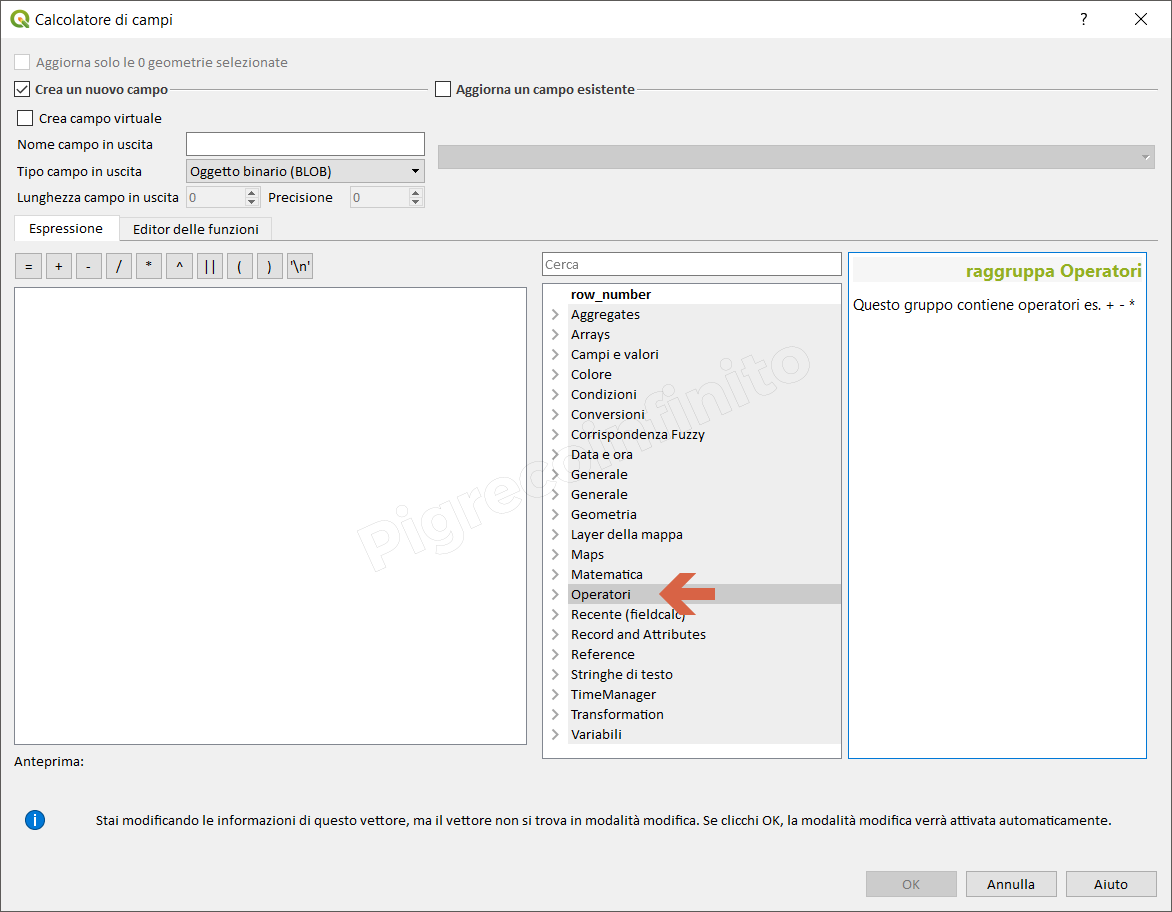 Calcolatore di campi
?
Aggiorna solo le 0 geometrie selezionate
Crea un nuovo campo
Aggiorna un campo esistente
Crea campo virtuale
Nome campo in uscita
Tipo campo in uscita Oggetto binario (BLOB)
Lunghezza campo in uscita 0 Precisione 0
Espressione Editor delle funzioni
= + - / * ^ || ( ) '\n'
Cerca
row_number
Aggregates
Arrays
Campi e valori
Colore
Condizioni
Conversioni
Corrispondenza Fuzzy
Data e ora
Generale
Generale
Geometria
Layer della mappa
Maps
Matematica
Operatori
Recente (fieldcalc)
Record and Attributes
Reference
Stringhe di testo
TimeManager
Transformation
Variabili
raggruppa Operatori
Questo gruppo contiene operatori es. + - *
Pigrecoinfinito
Anteprima:
Stai modificando le informazioni di questo vettore, ma il vettore non si trova in modalità modifica. Se clicchi OK, la modalità modifica verrà attivata automaticamente.
OK Annulla Aiuto